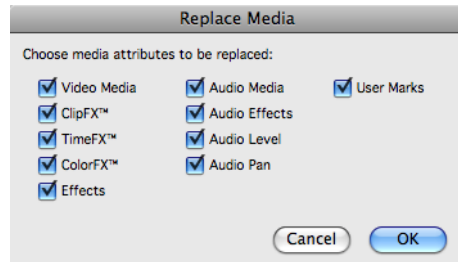 Replace Media
Choose media attributes to be replaced:
Video Media Audio Media User Marks
ClipFX™ Audio Effects
TimeFX™ Audio Level
ColorFX™ Audio Pan
Effects
Cancel OK